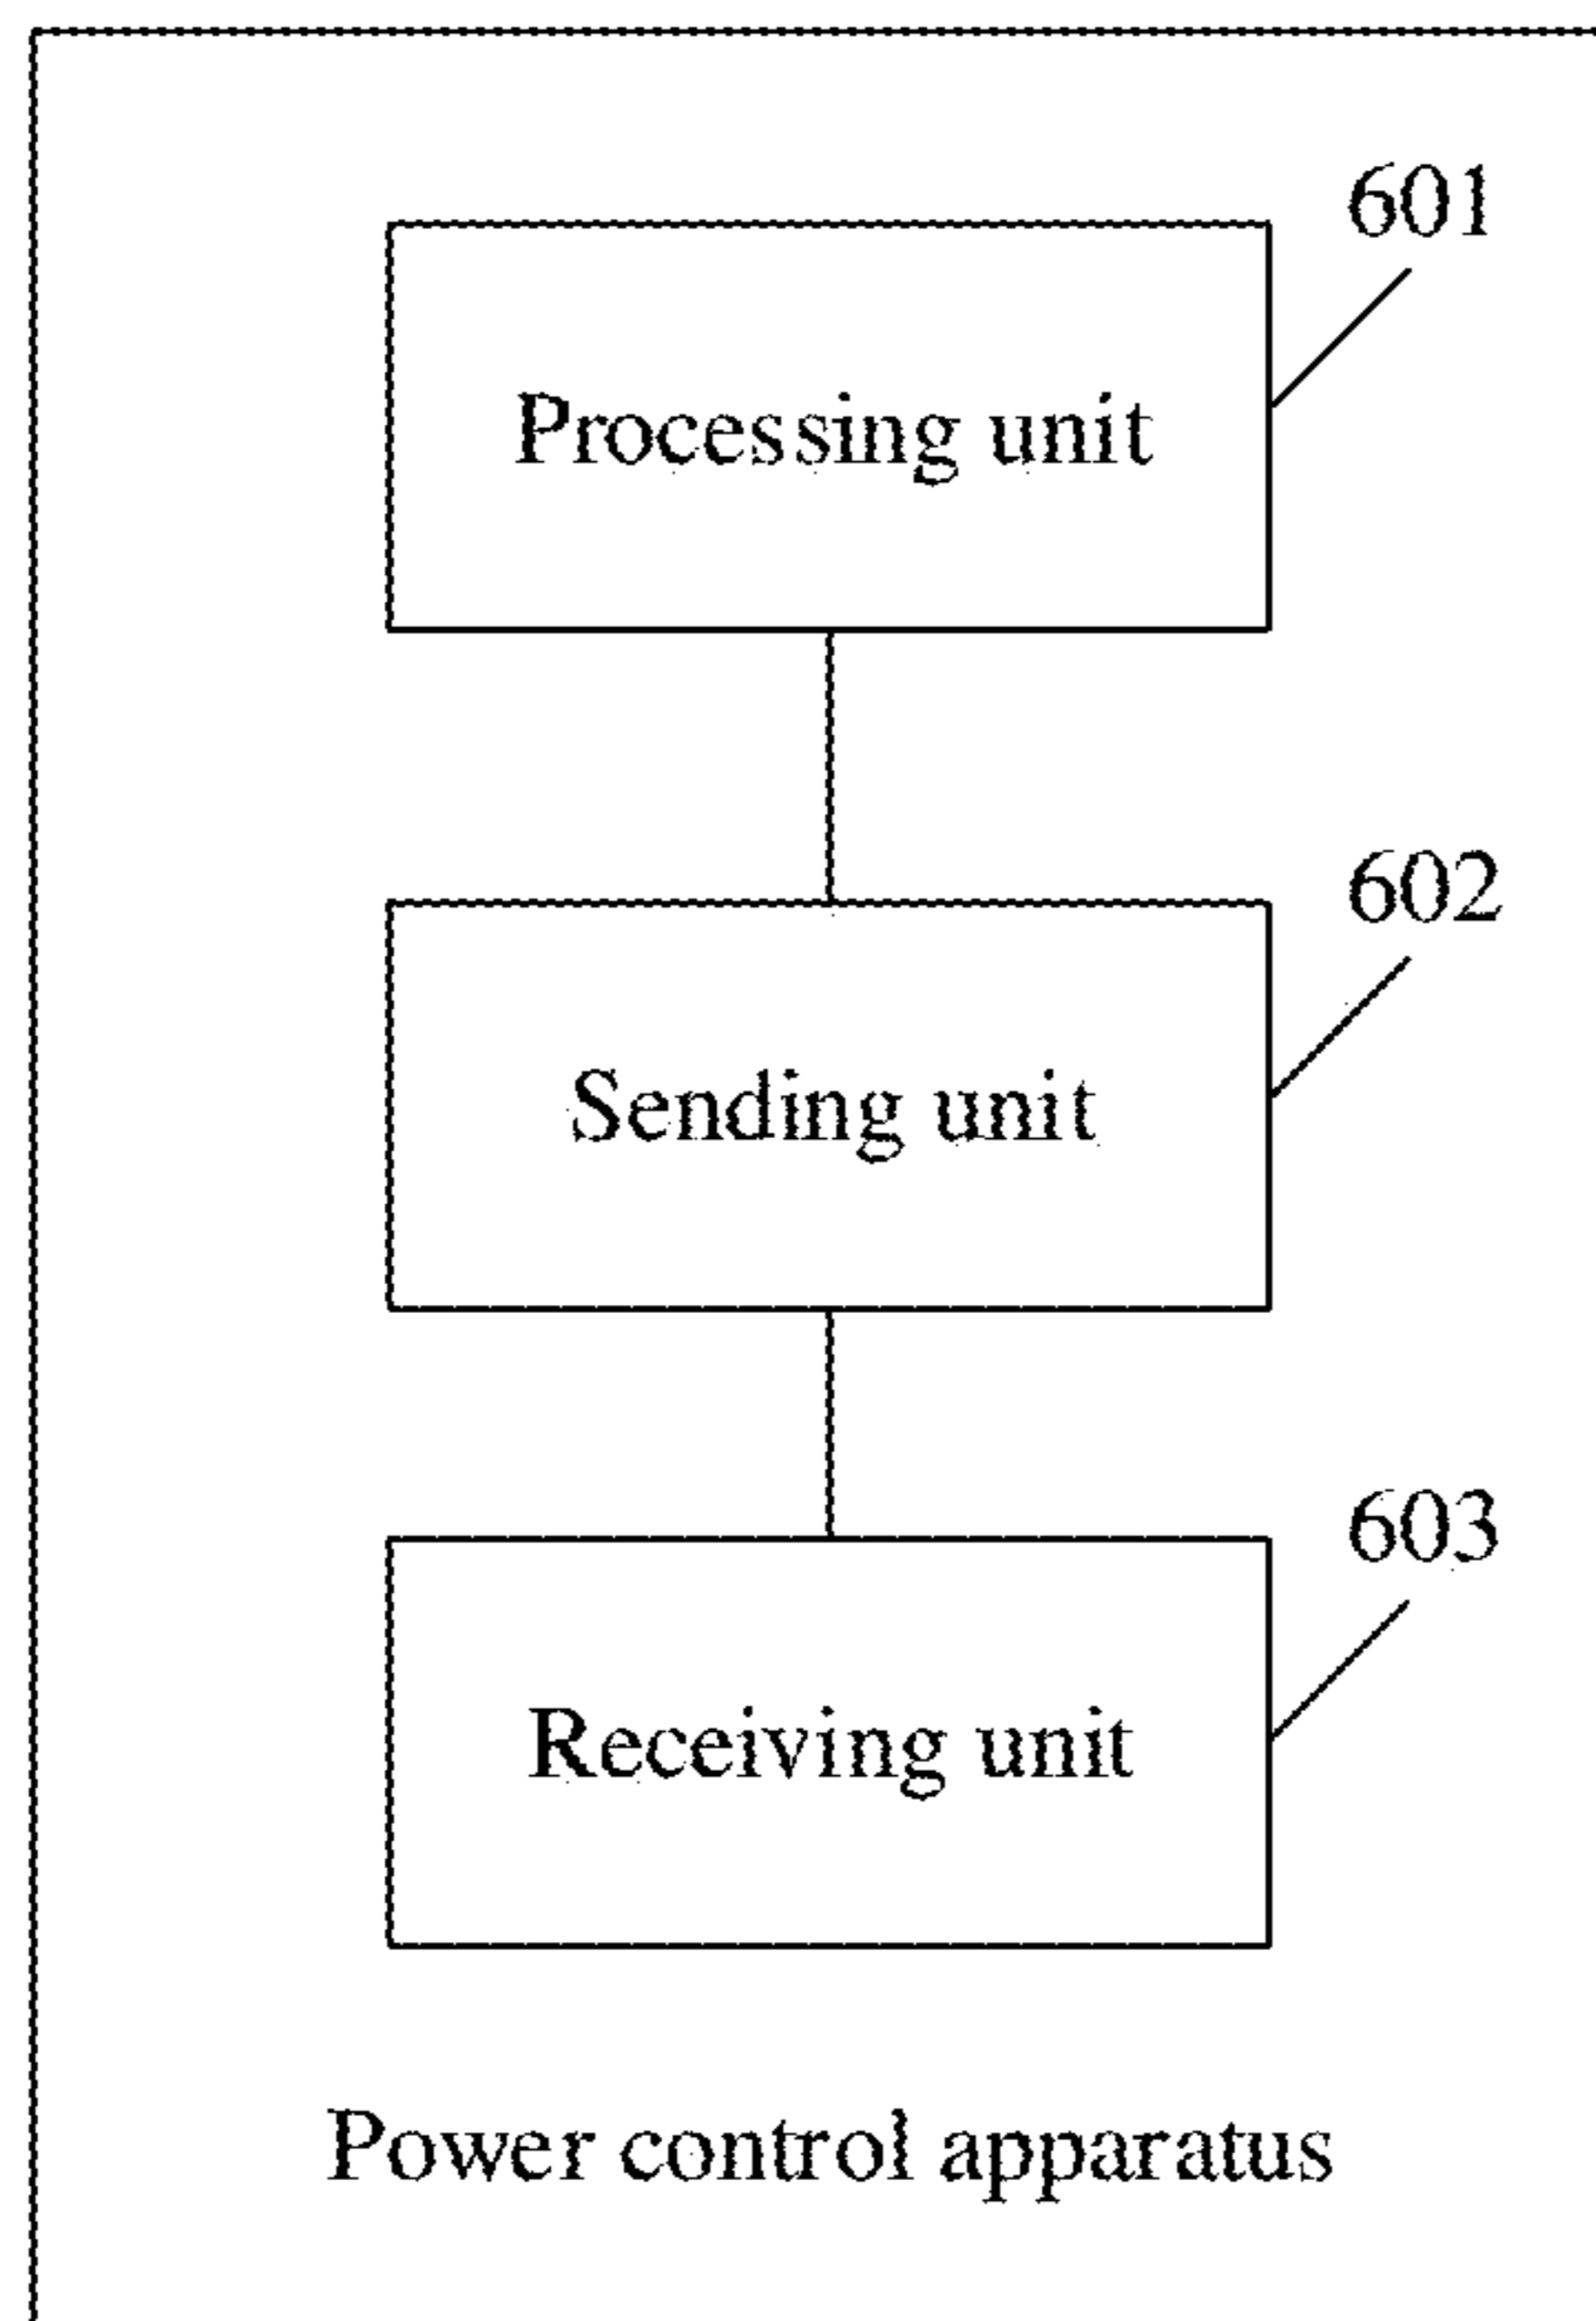 601
Processing unit
602
Sending unit
603
Receiving unit
Power control apparatus